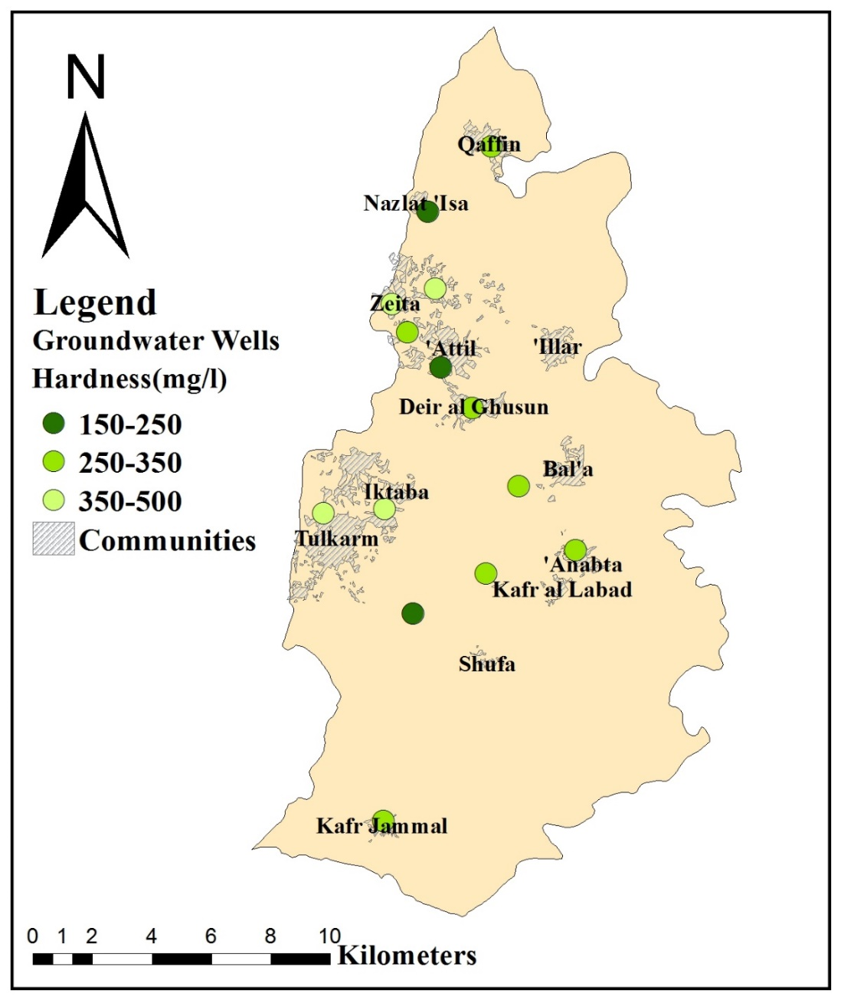 N
Qaffin
Nazlat 'Isa
Zeita
'Attil
'Illar
Deir al Ghusun
Bal'a
Iktaba
Tulkarm
'Anabta
Kafr al Labad
Shufa
Kafr Jammal
Legend
Groundwater Wells
Hardness(mg/l)
150-250
250-350
350-500
Communities
0 1 2 4 6 8 10
Kilometers